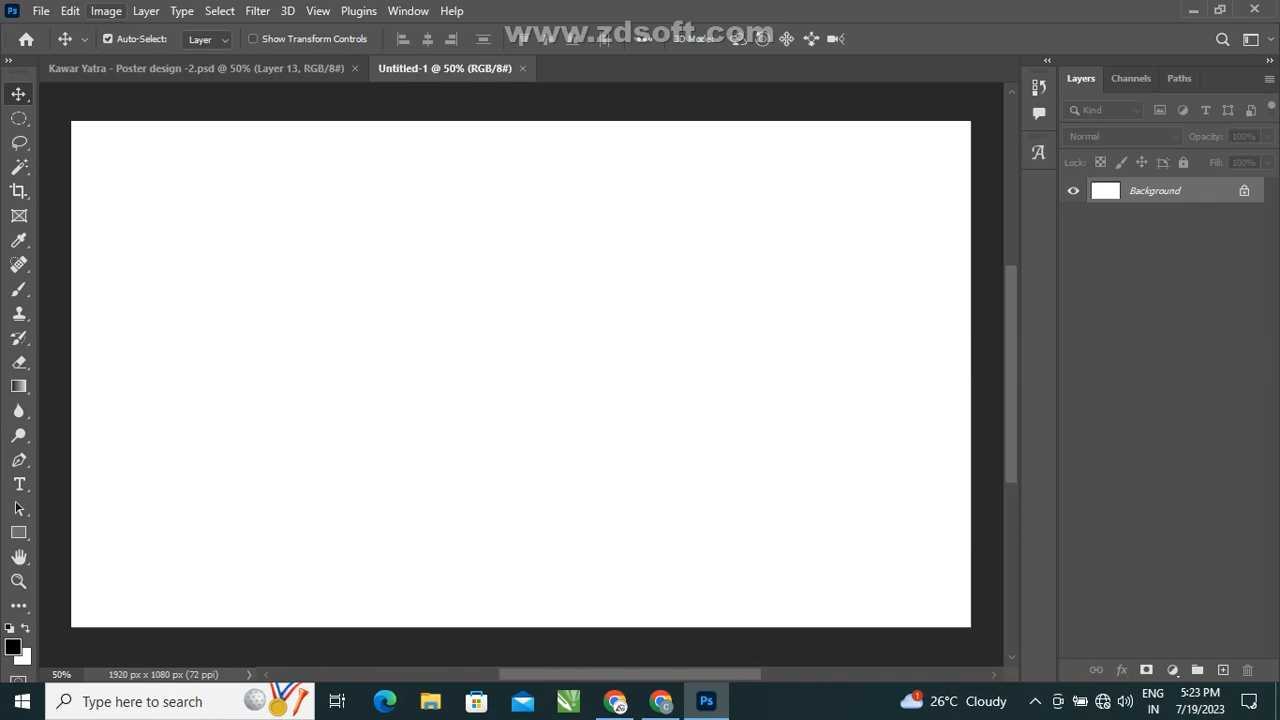 Ps File Edit Image Layer Type Select Filter 3D View Plugins Window Help
www.zdsoft.com
Auto-Select: Layer Show Transform Controls
Kawar Yatra - Poster design -2.psd @ 50% (Layer 13, RGB/8#) Untitled-1 @ 50% (RGB/8#)
Layers Channels Paths
Kind
Normal Opacity: 100%
Lock: Fill: 100%
Background
50% 1920 px x 1080 px (72 ppi)
Type here to search
Ps
1 26°C Cloudy
ENG
IN
5:23 PM
7/19/2023